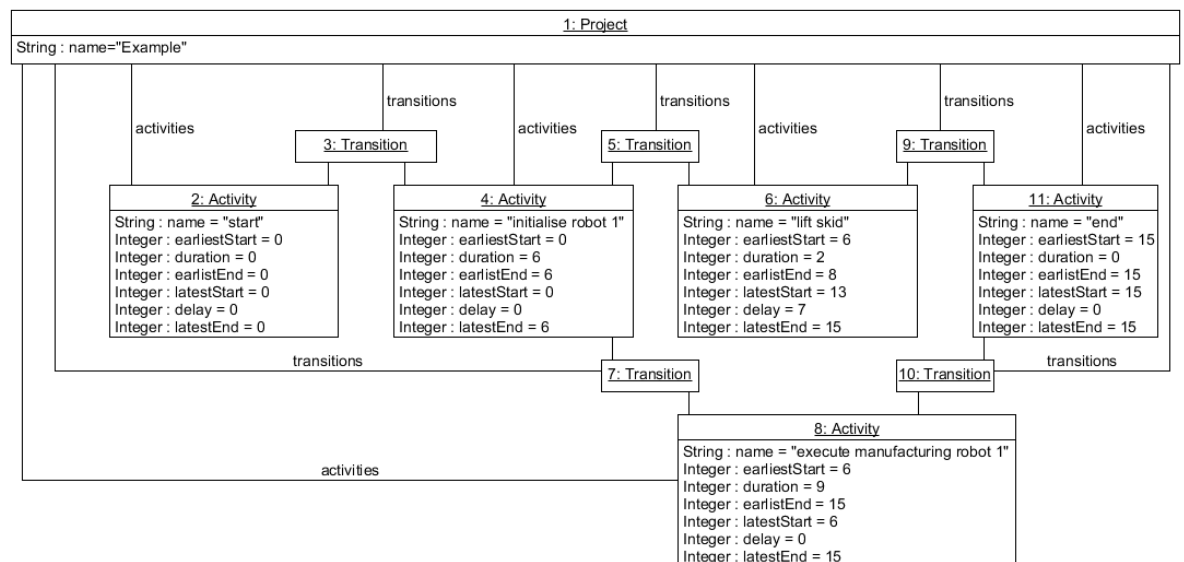 1: Project
String : name="Example"
transitions
transitions
transitions
activities
activities
activities
activities
3: Transition
5: Transition
9: Transition
2: Activity
String : name = "start"
Integer : earliestStart = 0
Integer : duration = 0
Integer : earlistEnd = 0
Integer : latestStart = 0
Integer : delay = 0
Integer : latestEnd = 0
4: Activity
String : name = "initialise robot 1"
Integer : earliestStart = 0
Integer : duration = 6
Integer : earlistEnd = 6
Integer : latestStart = 0
Integer : delay = 0
Integer : latestEnd = 6
6: Activity
String : name = "lift skid"
Integer : earliestStart = 6
Integer : duration = 2
Integer : earlistEnd = 8
Integer : latestStart = 13
Integer : delay = 7
Integer : latestEnd = 15
11: Activity
String : name = "end"
Integer : earliestStart = 15
Integer : duration = 0
Integer : earlistEnd = 15
Integer : latestStart = 15
Integer : delay = 0
Integer : latestEnd = 15
transitions
7: Transition
10: Transition
transitions
8: Activity
String : name = "execute manufacturing robot 1"
Integer : earliestStart = 6
Integer : duration = 9
Integer : earlistEnd = 15
Integer : latestStart = 6
Integer : delay = 0
Integer : latestEnd = 15
activities